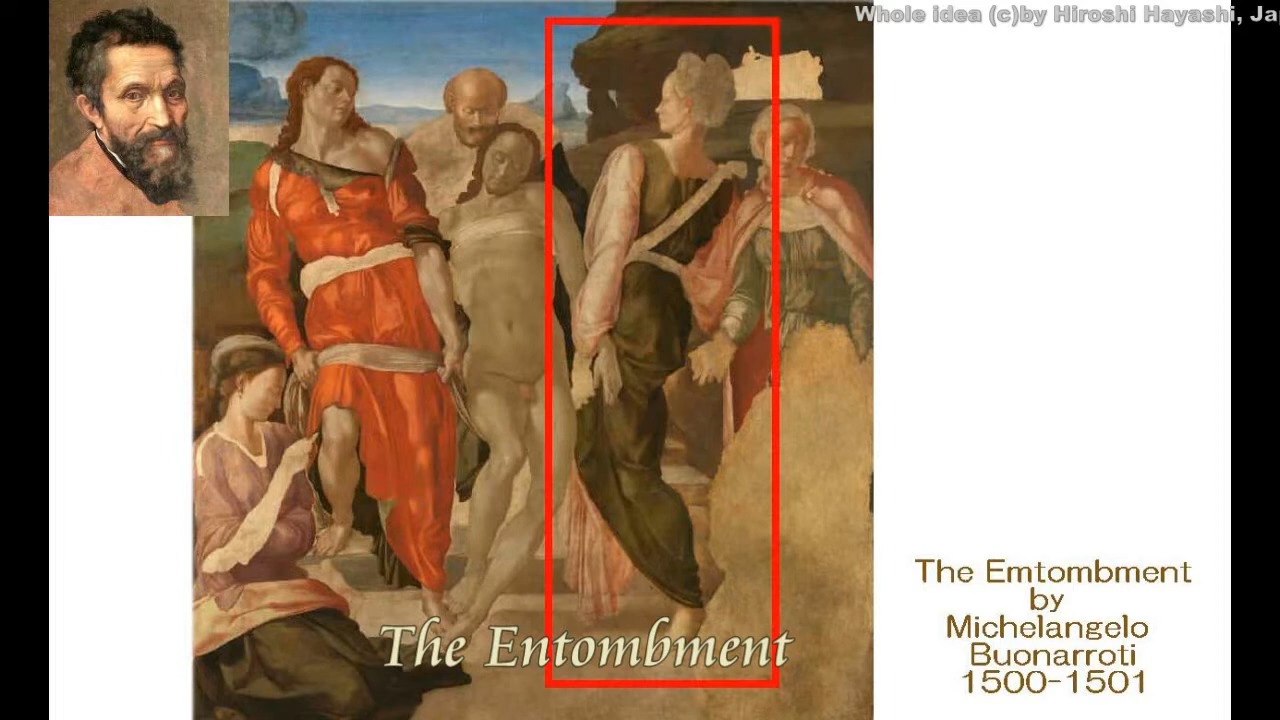 Whole idea (c)by Hiroshi Hayashi, Ja
The Entombment
The Emtombment
by
Michelangelo
Buonarroti
1500-1501